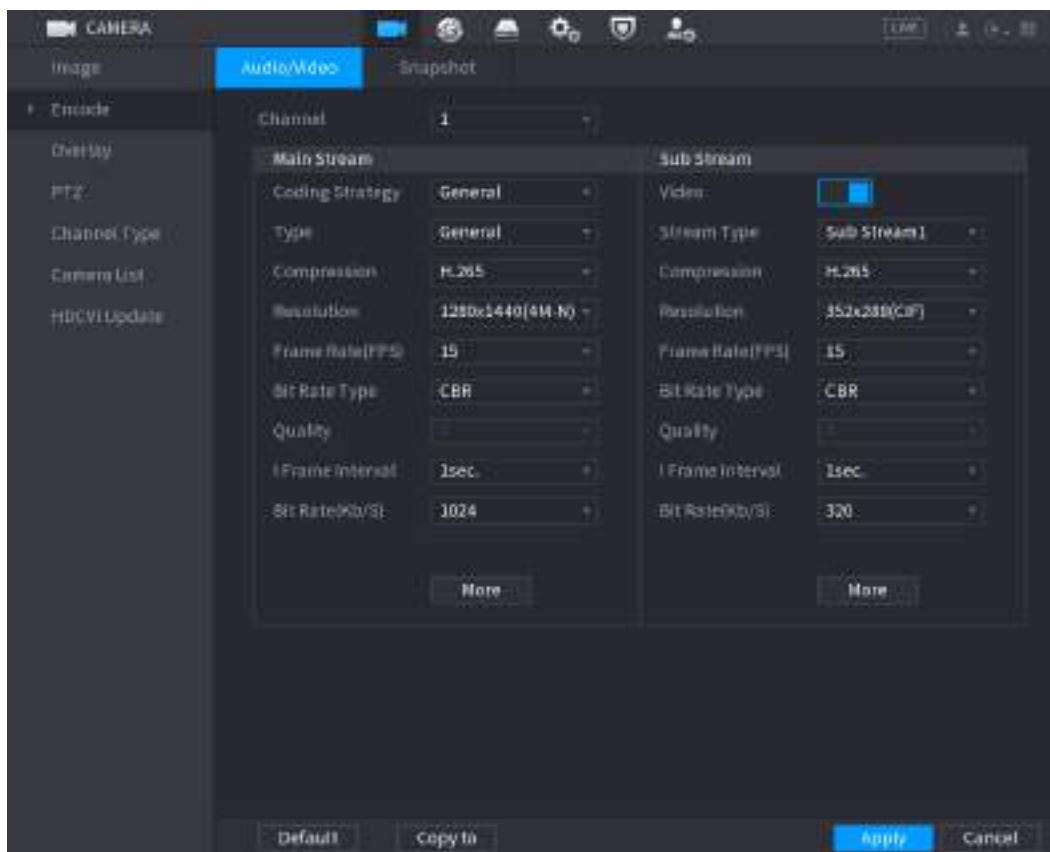 CAMERA
LIVE
Image
Audio/Video Snapshot
Encode
Channel 1
Overlay
Main Stream Sub Stream
PTZ
Coding Strategy General Video
Channel Type
Type General Stream Type Sub Stream1
Camera List
Compression H.265 Compression H.265
HDCVI Update
Resolution 1280x1440(4M-N) Resolution 352x288(CIF)
Frame Rate(FPS) 15 Frame Rate(FPS) 15
Bit Rate Type CBR Bit Rate Type CBR
Quality Quality
I Frame Interval 1sec. I Frame Interval 1sec.
Bit Rate(Kb/S) 1024 Bit Rate(Kb/S) 320
More More
Default Copy to Apply Cancel